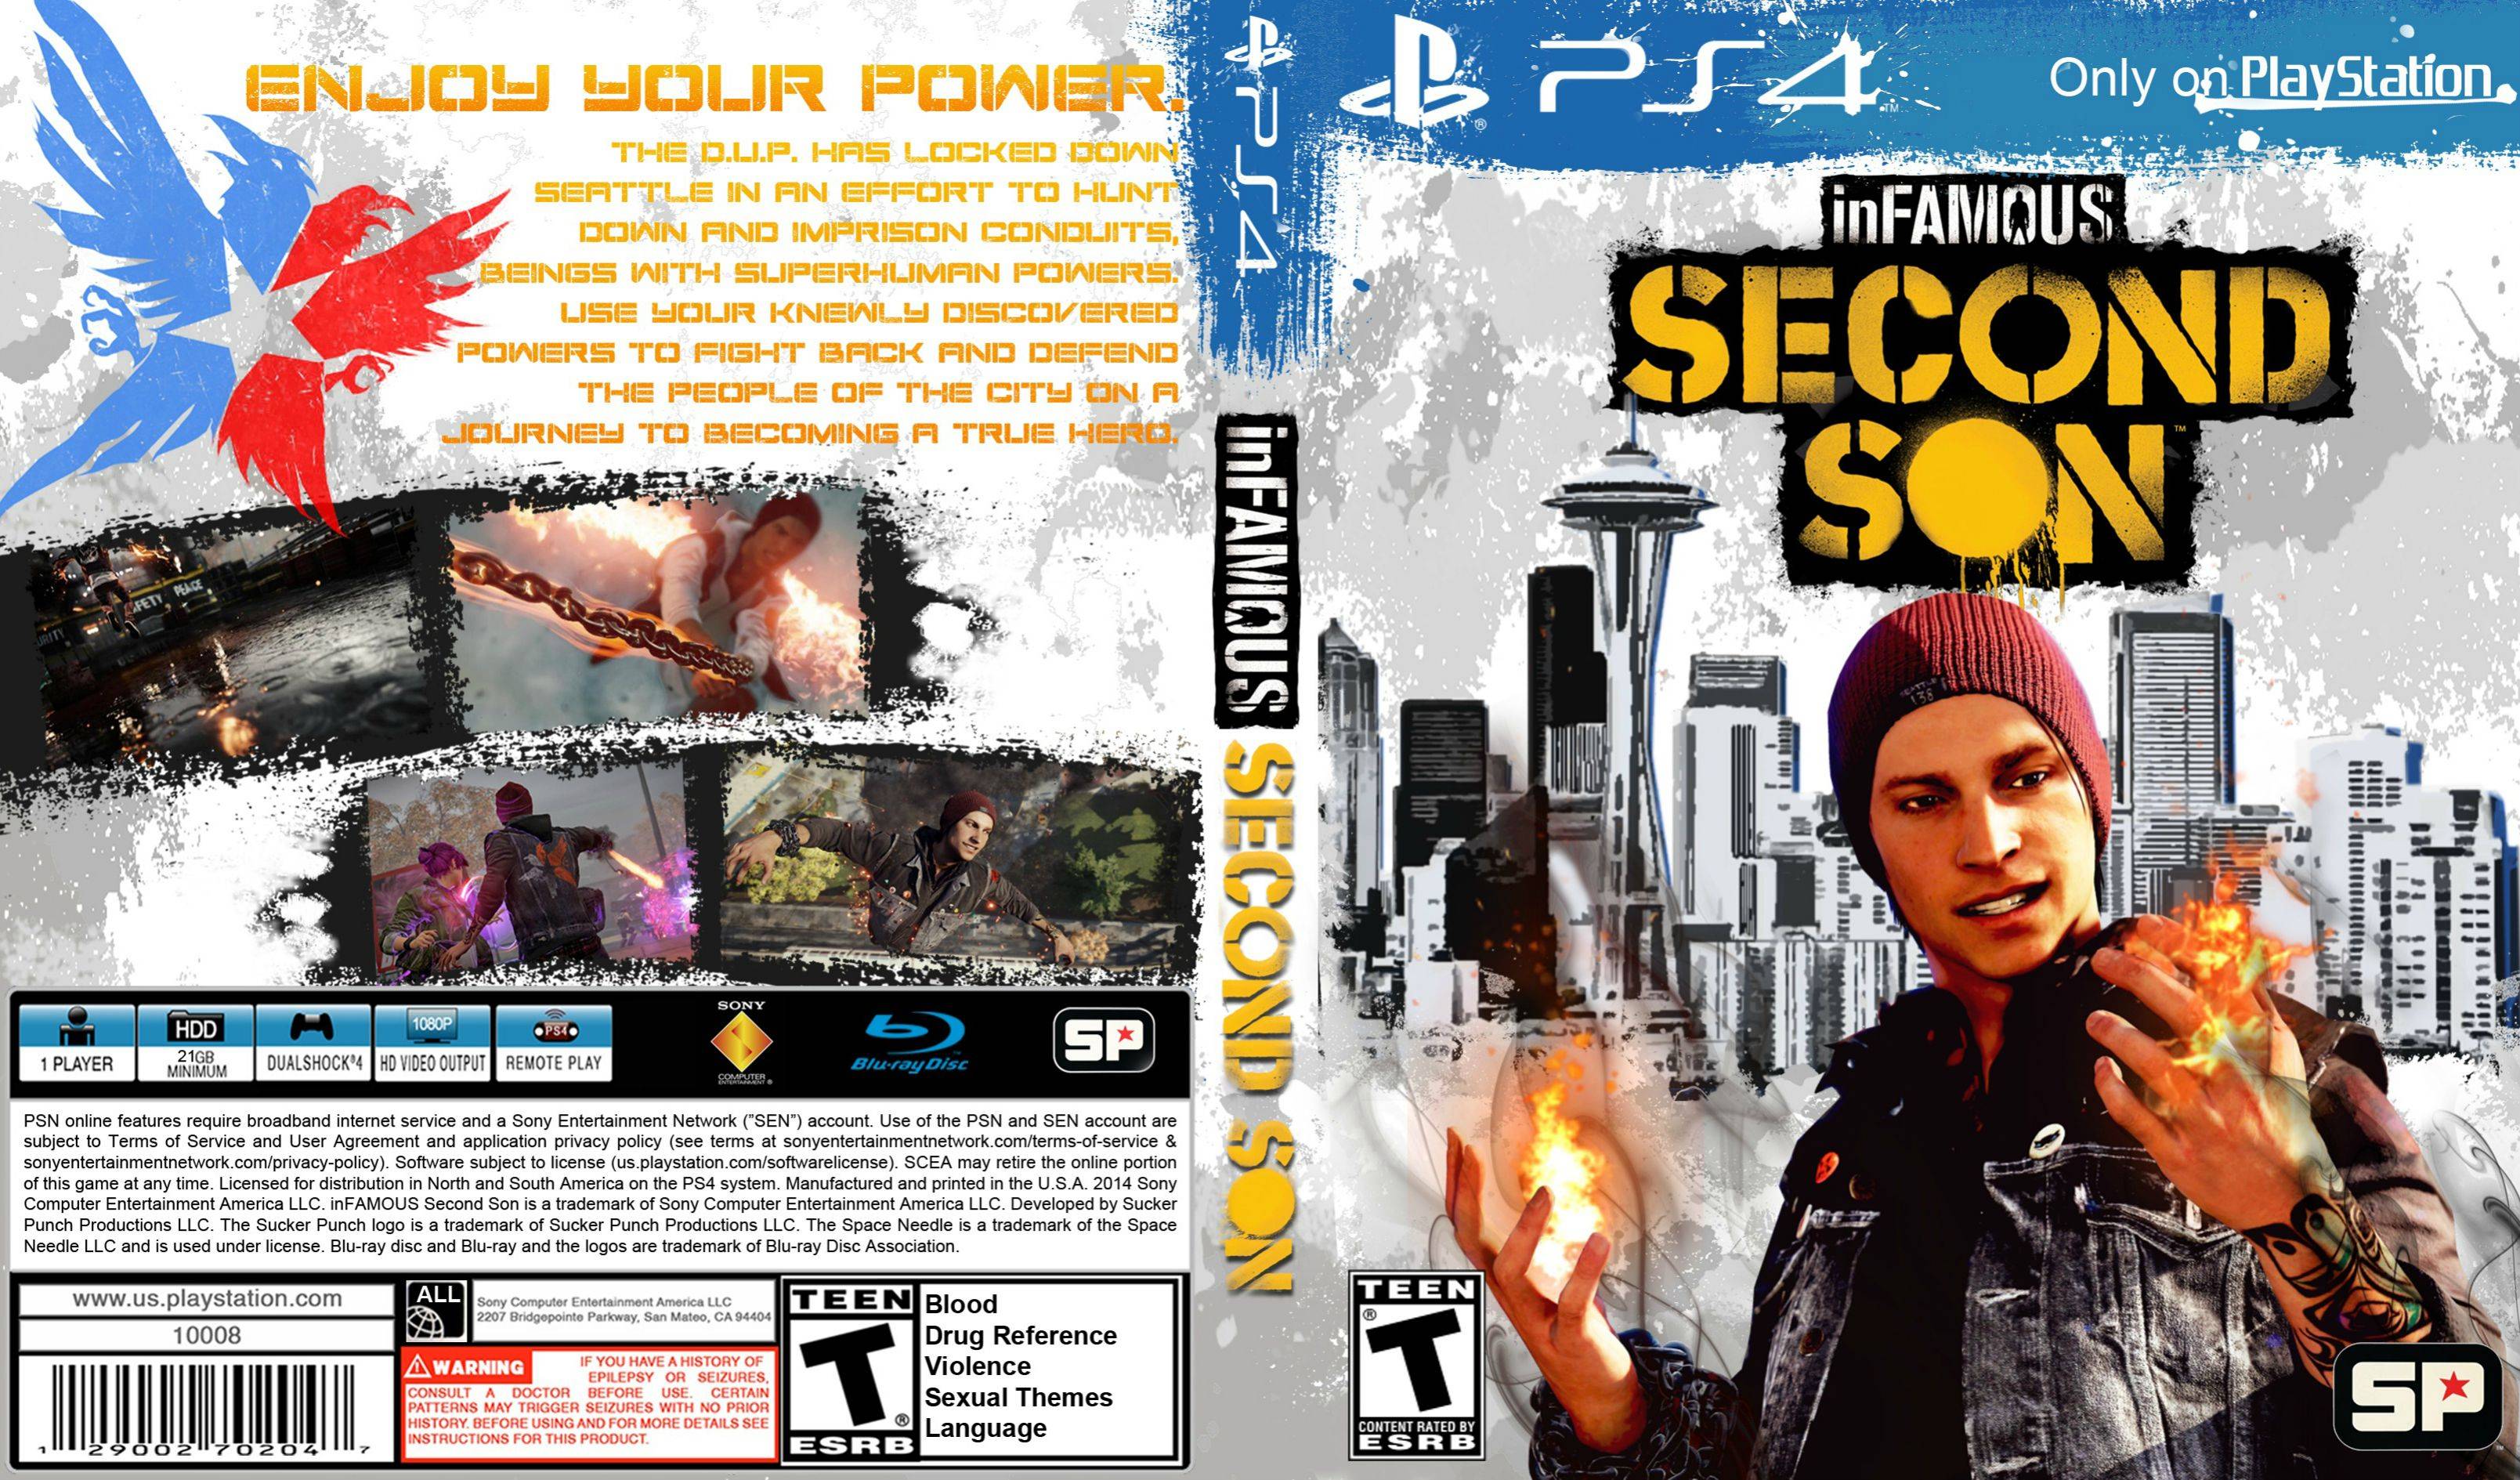 ENJOY YOUR POWER.
THE D.U.P. HAS LOCKED DOWN
SEATTLE IN AN EFFORT TO HUNT
DOWN AND IMPRISON CONDUITS,
BEINGS WITH SUPERHUMAN POWERS.
USE YOUR KNEWLY DISCOVERED
POWERS TO FIGHT BACK AND DEFEND
THE PEOPLE OF THE CITY ON A
JOURNEY TO BECOMING A TRUE HERO.
PEACE
1 PLAYER
HDD
21GB
MINIMUM
DUALSHOCK®4
1080P
HD VIDEO OUTPUT
PS4
REMOTE PLAY
SONY
COMPUTER
ENTERTAINMENT ®
Blu-ray Disc
SP
PSN online features require broadband internet service and a Sony Entertainment Network ("SEN") account. Use of the PSN and SEN account are
subject to Terms of Service and User Agreement and application privacy policy (see terms at sonyentertainmentnetwork.com/terms-of-service &
sonyentertainmentnetwork.com/privacy-policy). Software subject to license (us.playstation.com/softwarelicense). SCEA may retire the online portion
of this game at any time. Licensed for distribution in North and South America on the PS4 system. Manufactured and printed in the U.S.A. 2014 Sony
Computer Entertainment America LLC. inFAMOUS Second Son is a trademark of Sony Computer Entertainment America LLC. Developed by Sucker
Punch Productions LLC. The Sucker Punch logo is a trademark of Sucker Punch Productions LLC. The Space Needle is a trademark of the Space
Needle LLC and is used under license. Blu-ray disc and Blu-ray and the logos are trademark of Blu-ray Disc Association.
www.us.playstation.com
10008
1 29002 70204 7
ALL
Sony Computer Entertainment America LLC
2207 Bridgepointe Parkway, San Mateo, CA 94404
WARNING IF YOU HAVE A HISTORY OF
EPILEPSY OR SEIZURES,
CONSULT A DOCTOR BEFORE USE. CERTAIN
PATTERNS MAY TRIGGER SEIZURES WITH NO PRIOR
HISTORY. BEFORE USING AND FOR MORE DETAILS SEE
INSTRUCTIONS FOR THIS PRODUCT.
TEEN
T®
ESRB
Blood
Drug Reference
Violence
Sexual Themes
Language
PS4
inFAMOUS
SECOND SON
PS4™
Only on PlayStation®
inFAMOUS
SECOND
SON™
TEEN
®T
CONTENT RATED BY
ESRB
SP